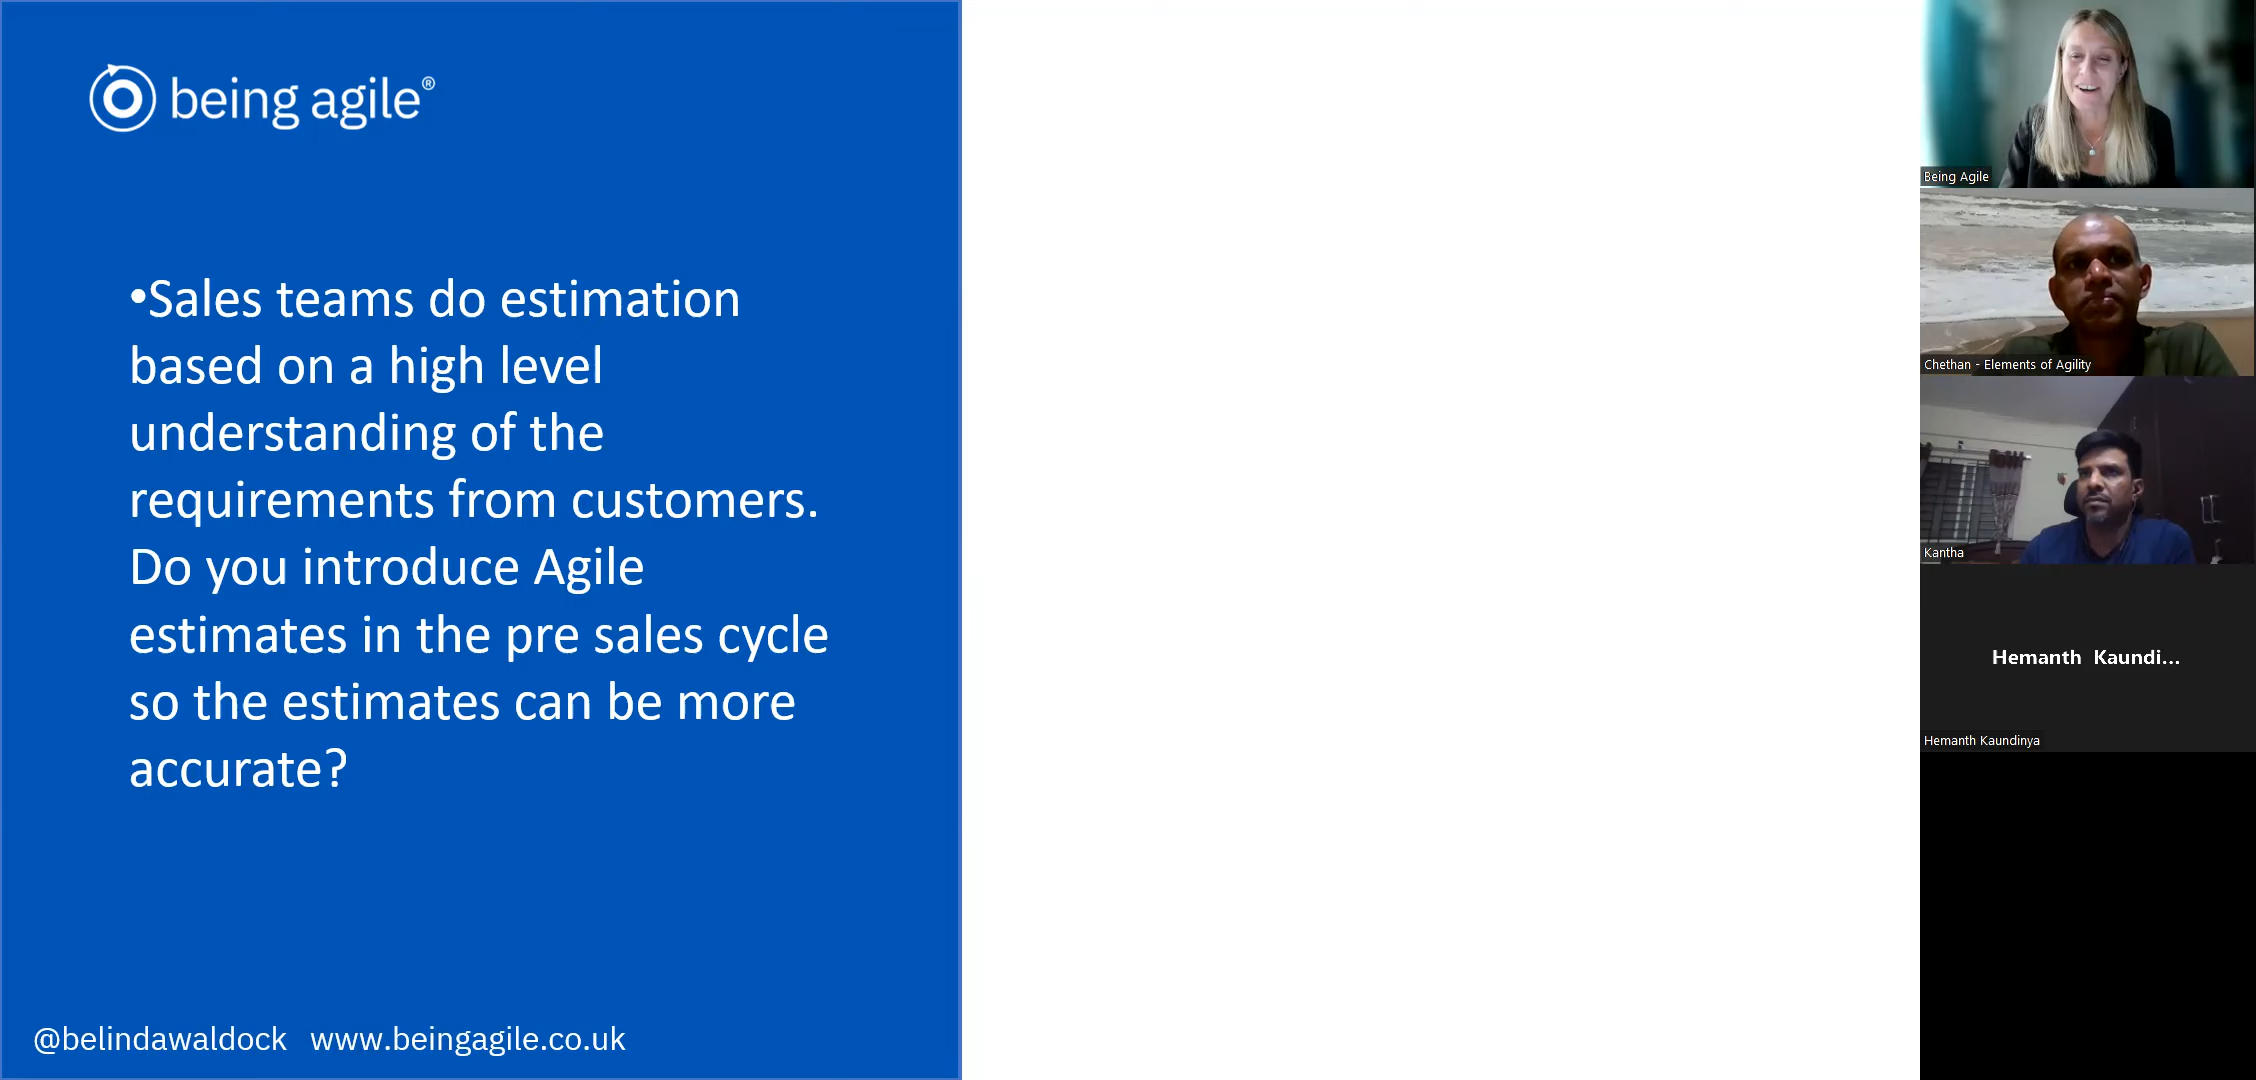 being agile®
•Sales teams do estimation
based on a high level
understanding of the
requirements from customers.
Do you introduce Agile
estimates in the pre sales cycle
so the estimates can be more
accurate?
@belindawaldock www.beingagile.co.uk
Being Agile
Chethan - Elements of Agility
Kantha
Hemanth Kaundi...
Hemanth Kaundinya